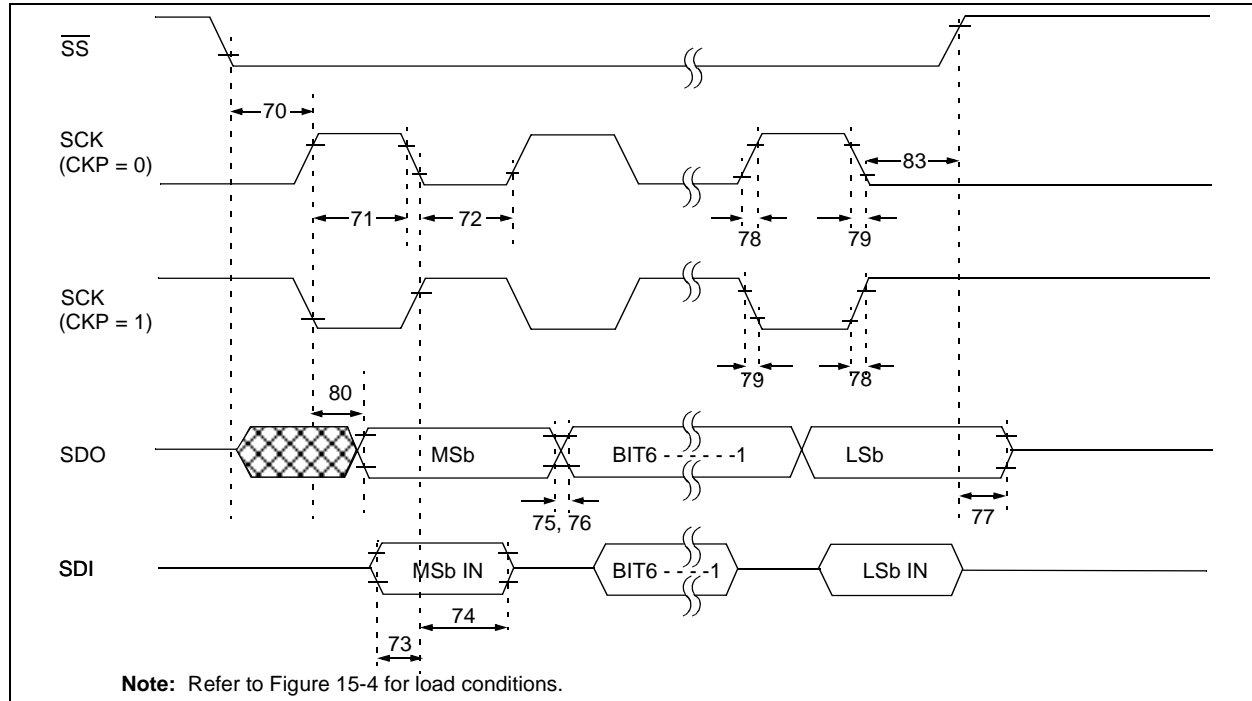 SS
70
SCK
(CKP = 0)
83
71
72
78
79
SCK
(CKP = 1)
79
78
80
SDO
MSb
BIT6 - - - - - -1
LSb
75, 76
77
SDI
MSb IN
BIT6 - - - -1
LSb IN
74
73
Note: Refer to Figure 15-4 for load conditions.